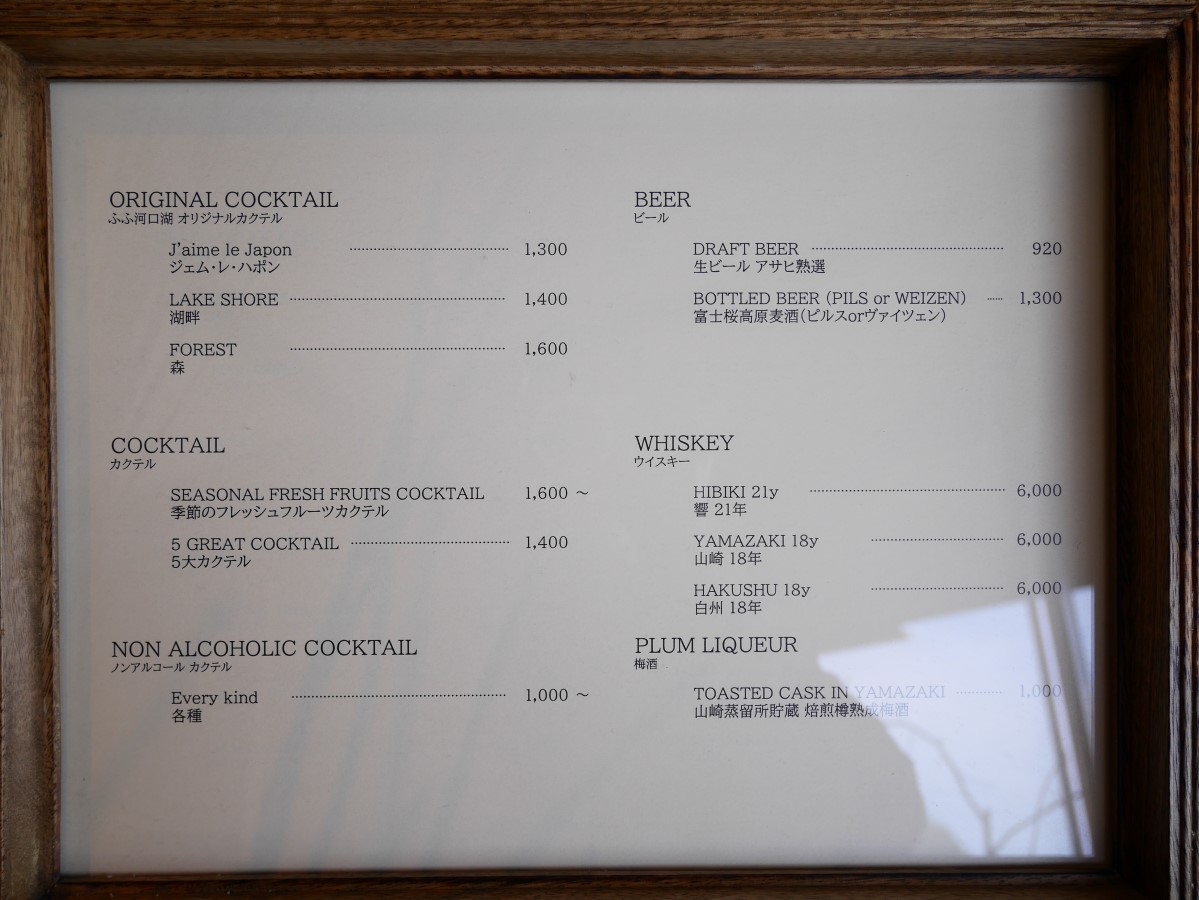 ORIGINAL COCKTAIL
ふふ河口湖 オリジナルカクテル
J'aime le Japon 1,300
ジェム・レ・ハポン
LAKE SHORE 1,400
湖畔
FOREST 1,600
森
COCKTAIL
カクテル
SEASONAL FRESH FRUITS COCKTAIL 1,600 ～
季節のフレッシュフルーツカクテル
5 GREAT COCKTAIL 1,400
5大カクテル
NON ALCOHOLIC COCKTAIL
ノンアルコール カクテル
Every kind 1,000 ～
各種
BEER
ビール
DRAFT BEER 920
生ビール アサヒ熟選
BOTTLED BEER (PILS or WEIZEN) 1,300
富士桜高原麦酒(ピルスorヴァイツェン)
WHISKEY
ウイスキー
HIBIKI 21y 6,000
響 21年
YAMAZAKI 18y 6,000
山崎 18年
HAKUSHU 18y 6,000
白州 18年
PLUM LIQUEUR
梅酒
TOASTED CASK IN YAMAZAKI 1,000
山崎蒸留所貯蔵 焙煎樽熟成梅酒